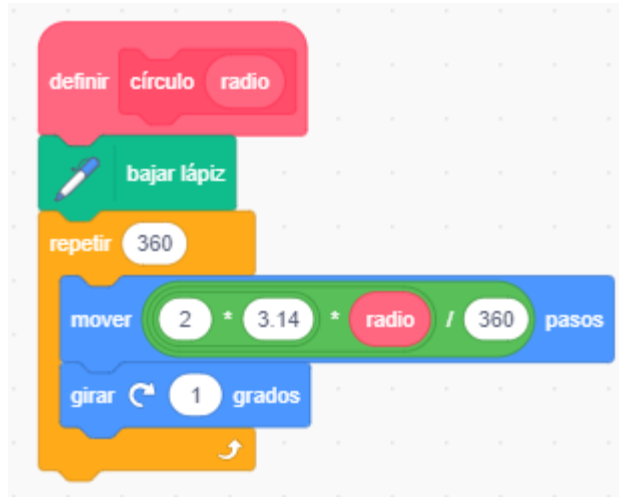 definir círculo radio
bajar lápiz
repetir 360
mover 2 * 3.14 * radio / 360 pasos
girar 1 grados